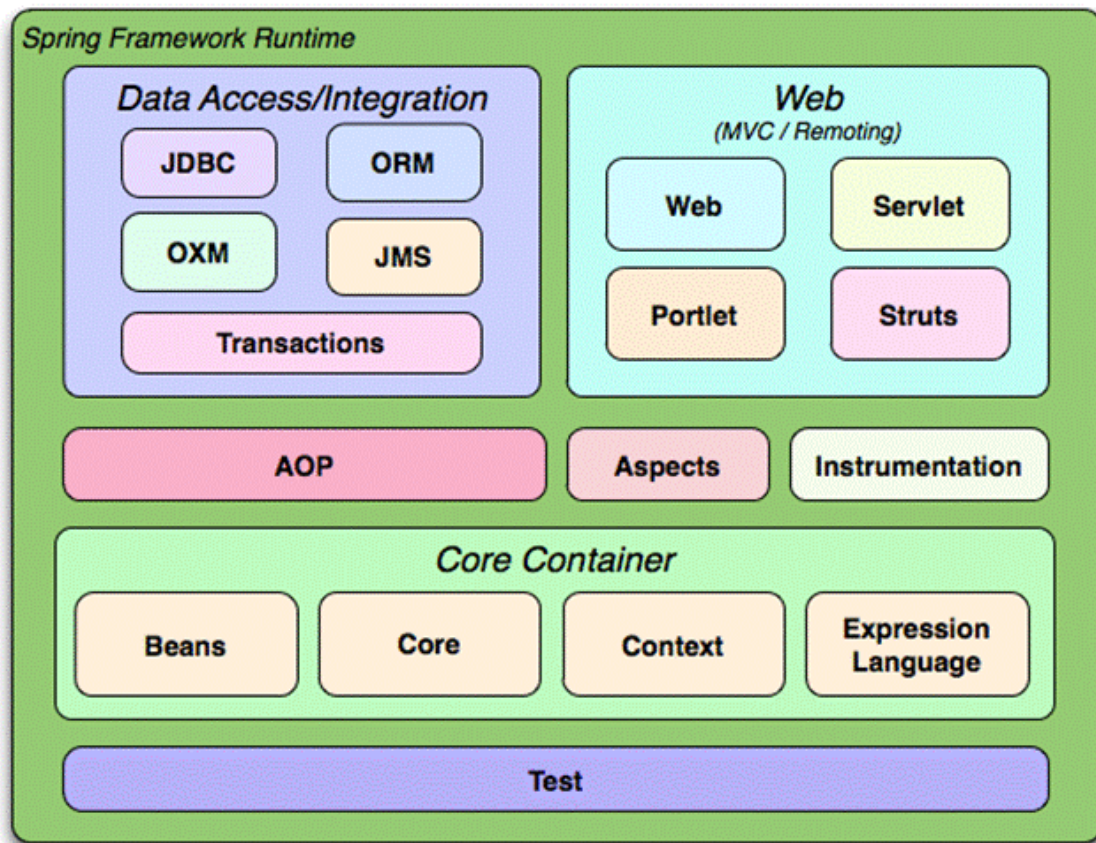 Spring Framework Runtime
Data Access/Integration
JDBC
ORM
OXM
JMS
Transactions
Web
(MVC / Remoting)
Web
Servlet
Portlet
Struts
AOP
Aspects
Instrumentation
Core Container
Beans
Core
Context
Expression
Language
Test